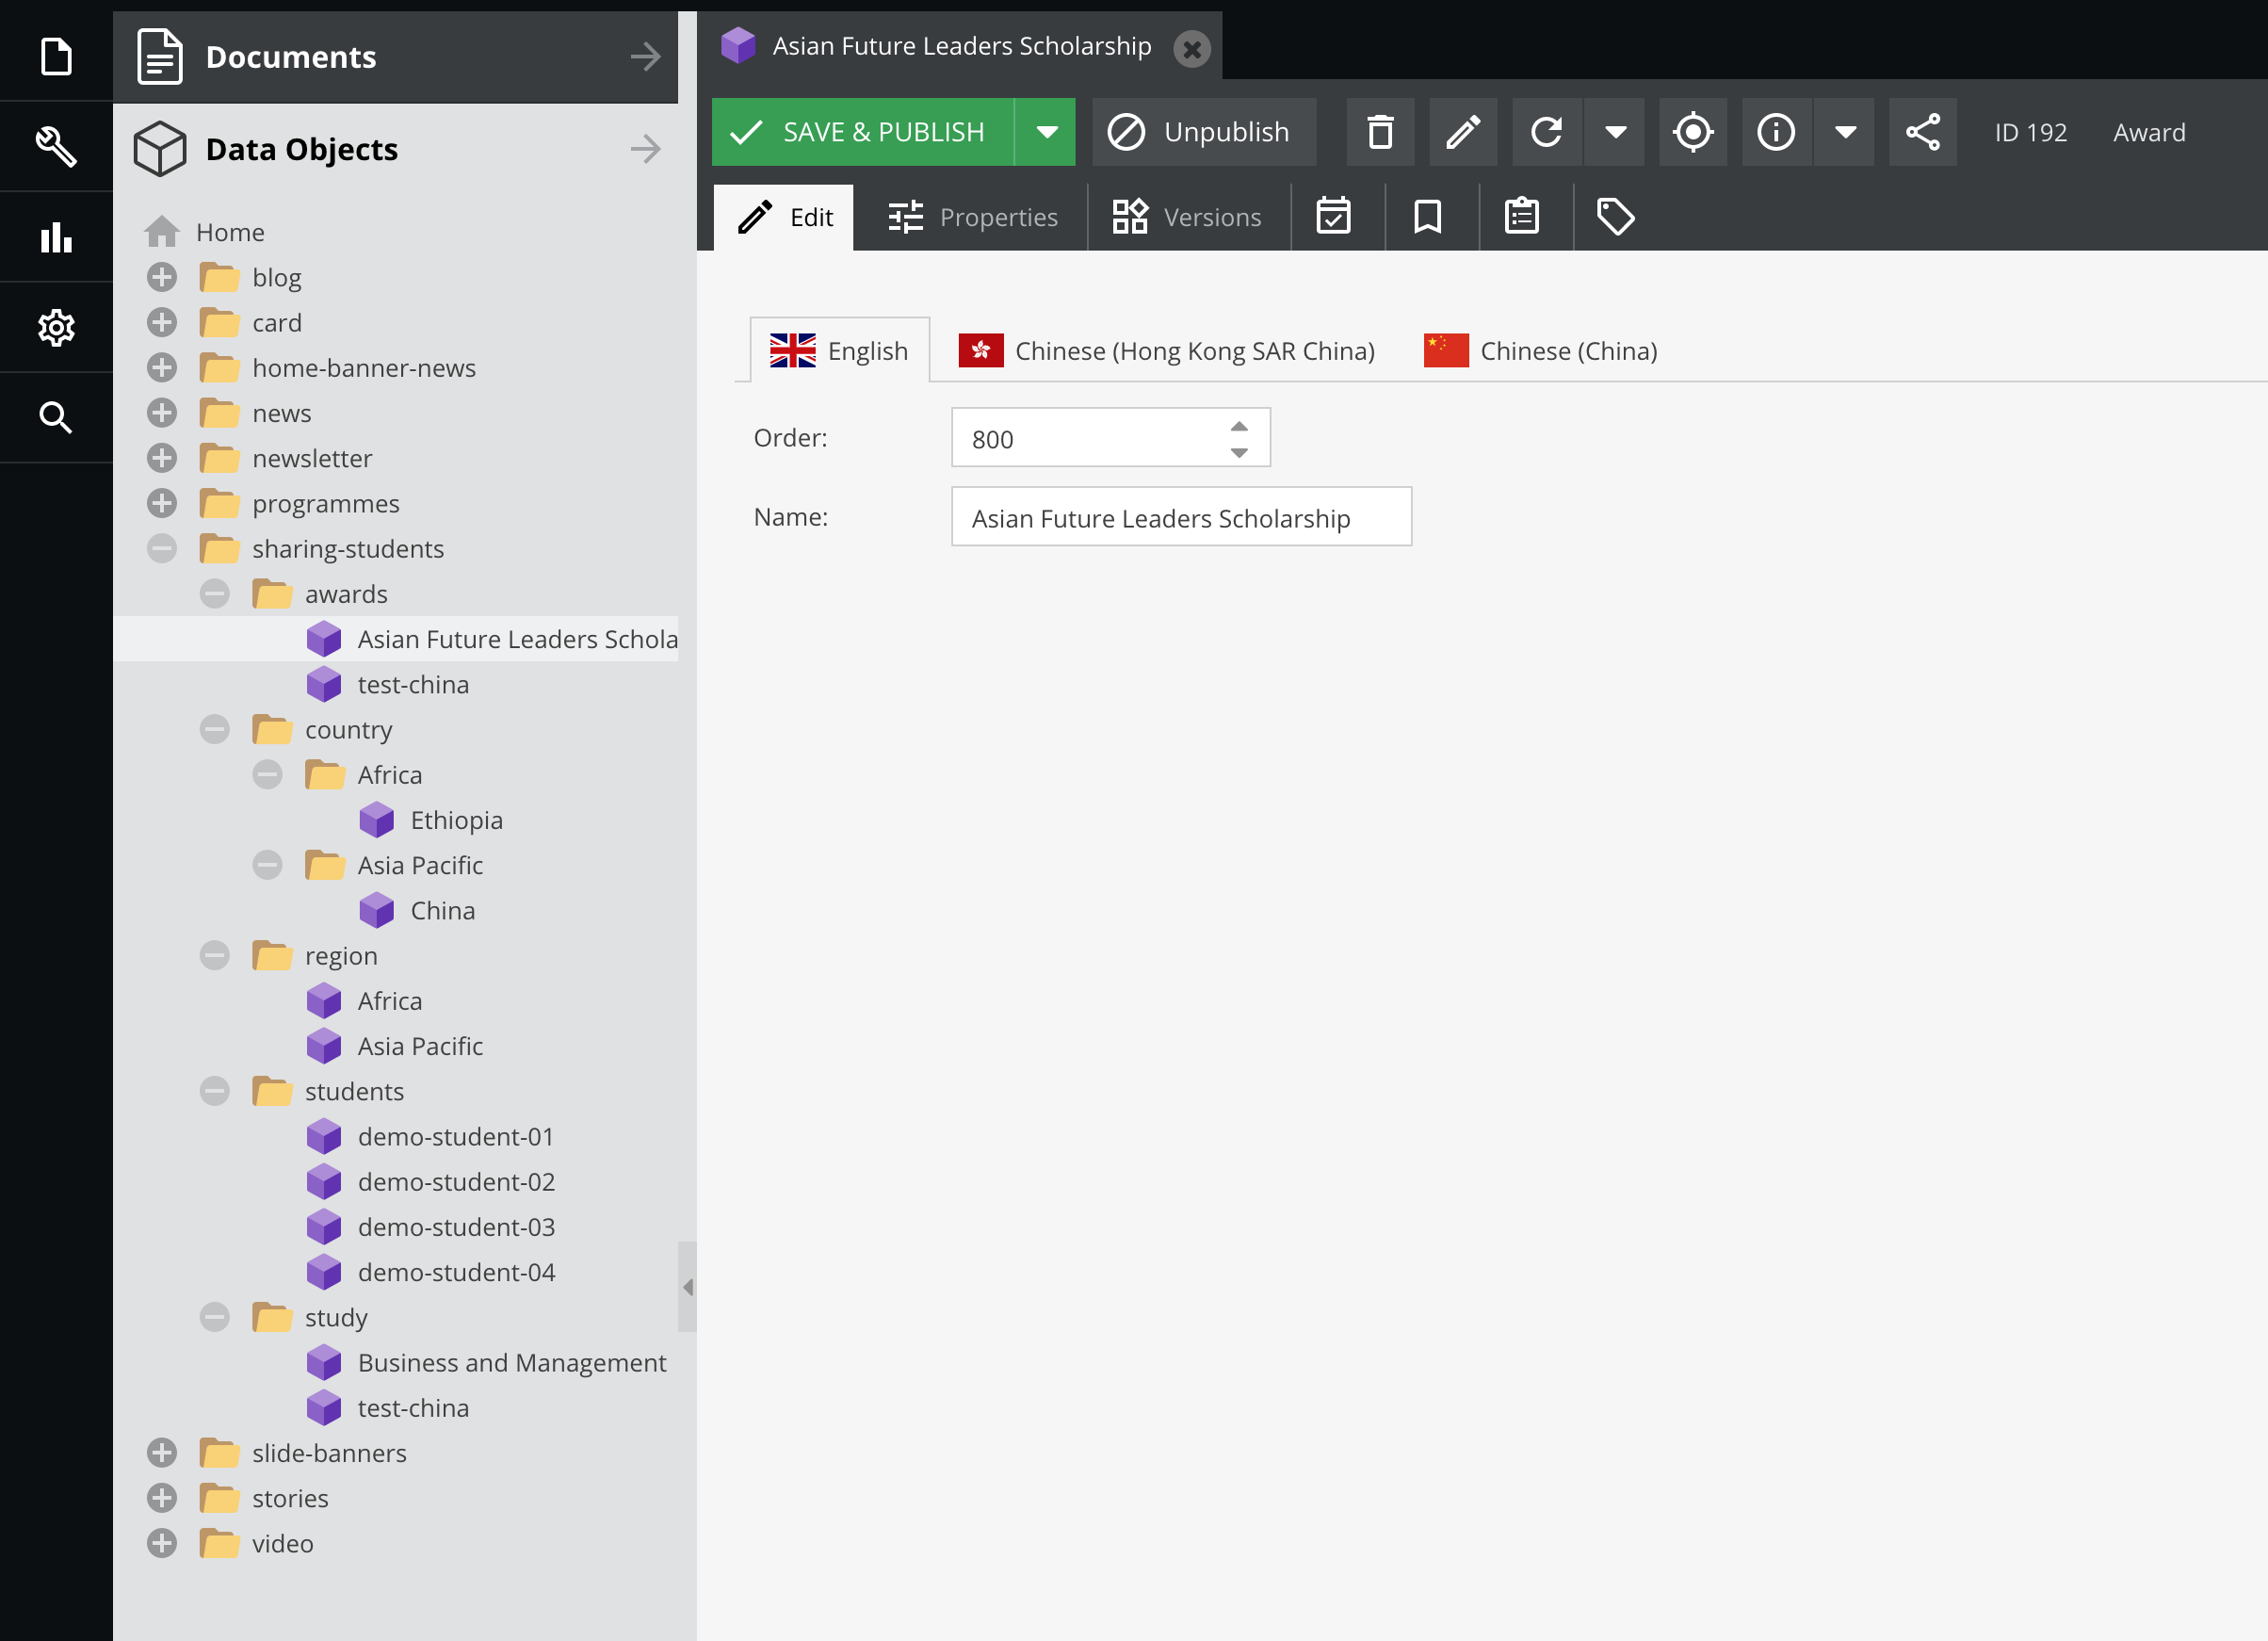 Documents
Data Objects
Home
blog
card
home-banner-news
news
newsletter
programmes
sharing-students
awards
Asian Future Leaders Schola
test-china
country
Africa
Ethiopia
Asia Pacific
China
region
Africa
Asia Pacific
students
demo-student-01
demo-student-02
demo-student-03
demo-student-04
study
Business and Management
test-china
slide-banners
stories
video
Asian Future Leaders Scholarship
SAVE & PUBLISH Unpublish ID 192 Award
Edit Properties Versions
English Chinese (Hong Kong SAR China) Chinese (China)
Order: 800
Name: Asian Future Leaders Scholarship